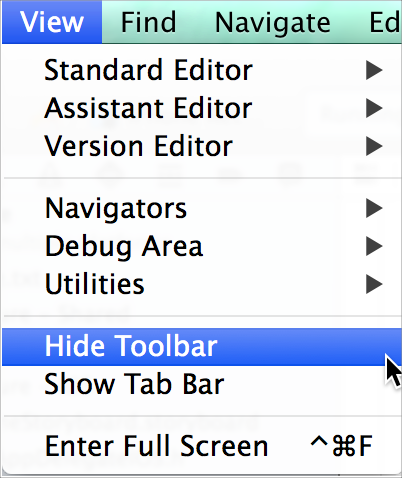 View Find Navigate Ed
Standard Editor ▶
Assistant Editor ▶
Version Editor ▶
Navigators ▶
Debug Area ▶
Utilities ▶
Hide Toolbar
Show Tab Bar
Enter Full Screen ^⌘F